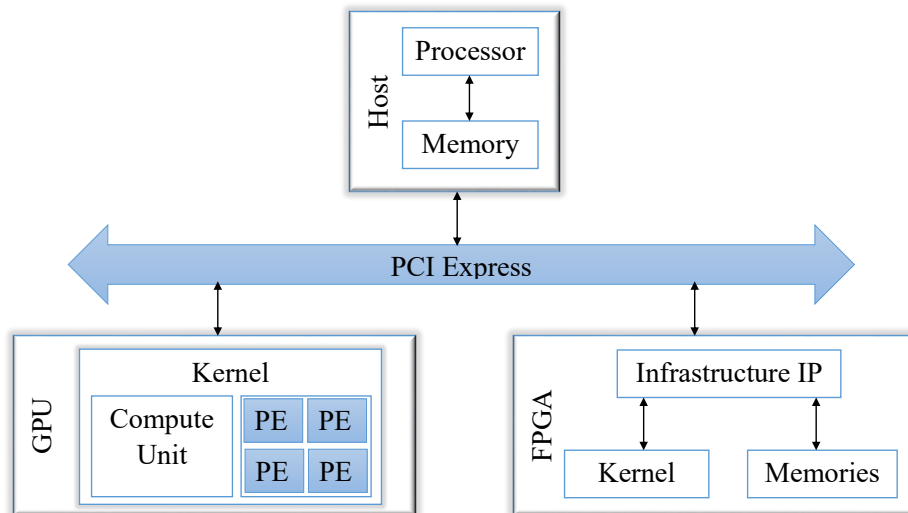 Processor
Host
Memory
PCI Express
GPU
Kernel
Compute
Unit
PE PE
PE PE
FPGA
Infrastructure IP
Kernel
Memories